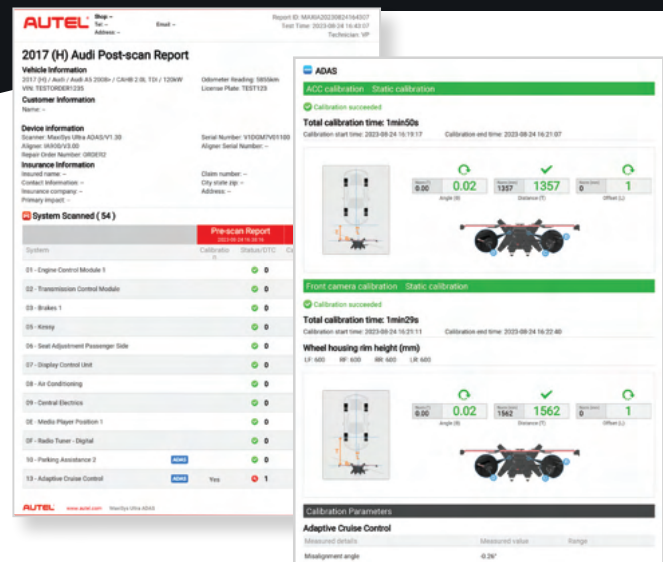 AUTEL
Shop: --
Tel: --
Address: --
Email: --
Report ID: MARIA20230824164307
Test Time: 2023-08-24 16:43:07
Technician: VP
2017 (H) Audi Post-scan Report
Vehicle Information
2017 (H) / Audi / Audi A5 2008> / CAHB 2.0L TDI / 120kW
Odometer Reading: 5855km
VIN: TESTORDER1235
License Plate: TEST123
Customer Information
Name: --
Device information
Scanner: MaxiSys Ultra ADAS/V1.30
Serial Number: V1DGM7V01100
Aligner: IA900/V3.00
Aligner Serial Number: --
Repair Order Number: ORDER2
Insurance Information
Insured name: --
Claim number: --
Contact Information: --
City state zip: --
Insurance company: --
Address: --
Primary impact: --
System Scanned ( 54 )
Pre-scan Report
2023-08-24 16:38:16
System
Calibration
Status/DTC
01 - Engine Control Module 1
0
02 - Transmission Control Module
0
03 - Brakes 1
0
05 - Kessy
0
06 - Seat Adjustment Passenger Side
0
07 - Display Control Unit
0
08 - Air Conditioning
0
09 - Central Electrics
0
0E - Media Player Position 1
0
0F - Radio Tuner - Digital
0
10 - Parking Assistance 2
ADAS
0
13 - Adaptive Cruise Control
ADAS
Yes
1
AUTEL
www.autel.com
MaxiSys Ultra ADAS
ADAS
ACC calibration Static calibration
Calibration succeeded
Total calibration time: 1min50s
Calibration start time: 2023-08-24 16:19:17
Calibration end time: 2023-08-24 16:21:07
0.00
0.02
1357
1357
0
1
Angle (R)
Distance (T)
Offset (L)
Front camera calibration Static calibration
Calibration succeeded
Total calibration time: 1min29s
Calibration start time: 2023-08-24 16:21:11
Calibration end time: 2023-08-24 16:22:40
Wheel housing rim height (mm)
LF: 600 RF: 600 RR: 600 LR: 600
0.00
0.02
1562
1562
0
1
Angle (R)
Distance (T)
Offset (L)
Calibration Parameters
Adaptive Cruise Control
Measured details
Measured value
Range
Misalignment angle
-0.26°